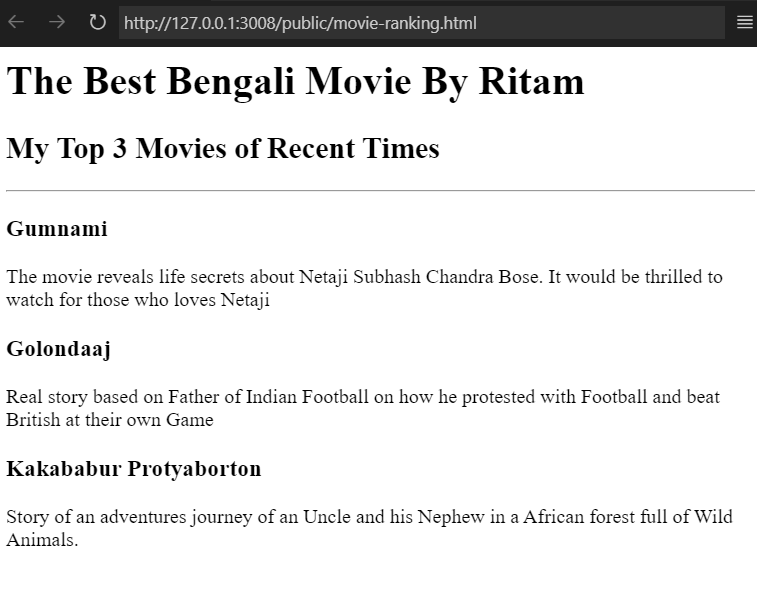 http://127.0.0.1:3008/public/movie-ranking.html
The Best Bengali Movie By Ritam
My Top 3 Movies of Recent Times
Gumnami
The movie reveals life secrets about Netaji Subhash Chandra Bose. It would be thrilled to
watch for those who loves Netaji
Golondaaj
Real story based on Father of Indian Football on how he protested with Football and beat
British at their own Game
Kakababur Protyaborton
Story of an adventures journey of an Uncle and his Nephew in a African forest full of Wild
Animals.